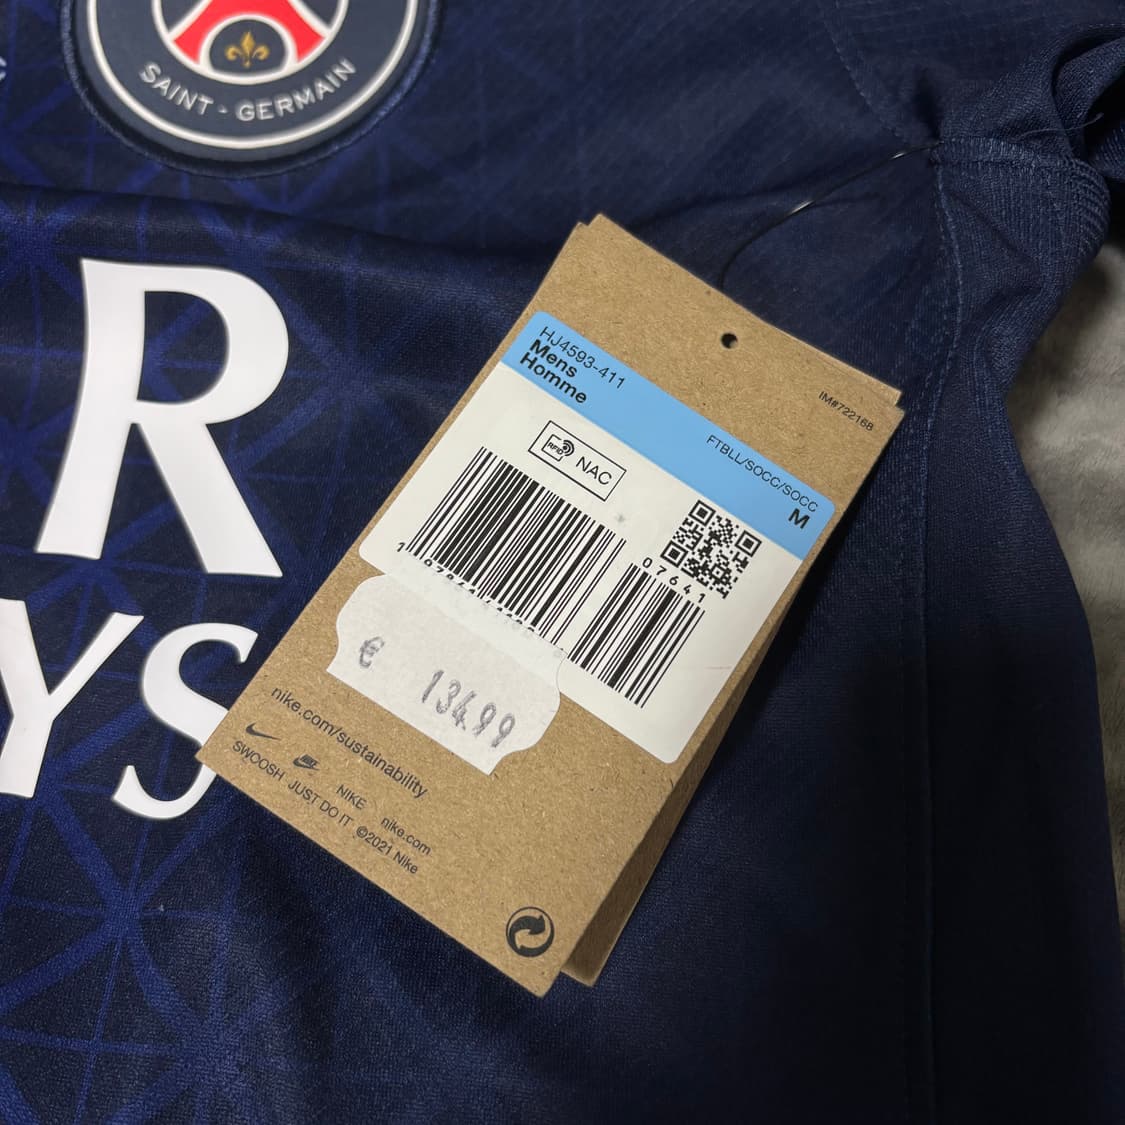 SAINT - GERMAIN
R
YS
HJ4593-411
Mens
Homme
IM#722168
FTBLL/SOCC/SOCC
M
RFID
NAC
07641
1
€ 134.99
nike.com/sustainability
NIKE nike.com
SWOOSH JUST DO IT ©2021 Nike